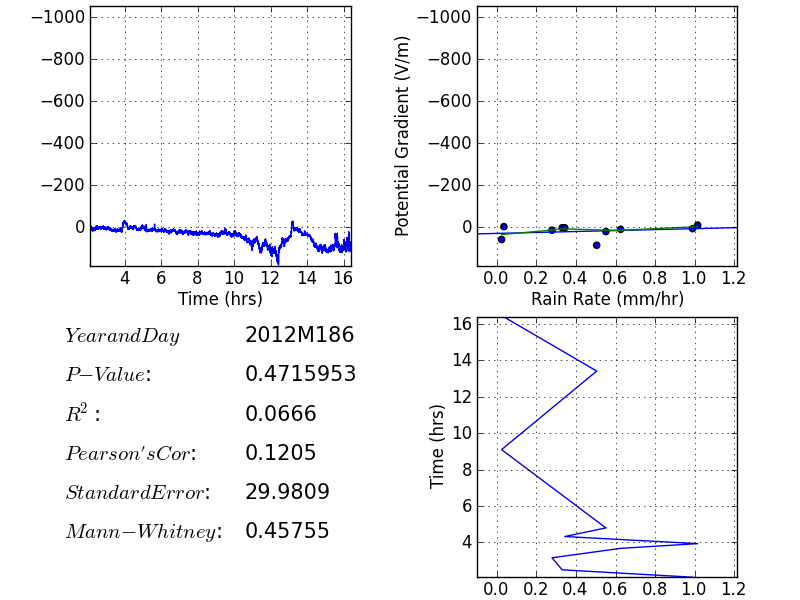 −1000
−800
−600
−400
−200
0
4 6 8 10 12 14 16
Time (hrs)
Potential Gradient (V/m)
−1000
−800
−600
−400
−200
0
0.0 0.2 0.4 0.6 0.8 1.0 1.2
Rain Rate (mm/hr)
YearandDay 2012M186
P−Value: 0.4715953
R²: 0.0666
Pearson'sCor: 0.1205
StandardError: 29.9809
Mann−Whitney: 0.45755
Time (hrs)
16
14
12
10
8
6
4
0.0 0.2 0.4 0.6 0.8 1.0 1.2